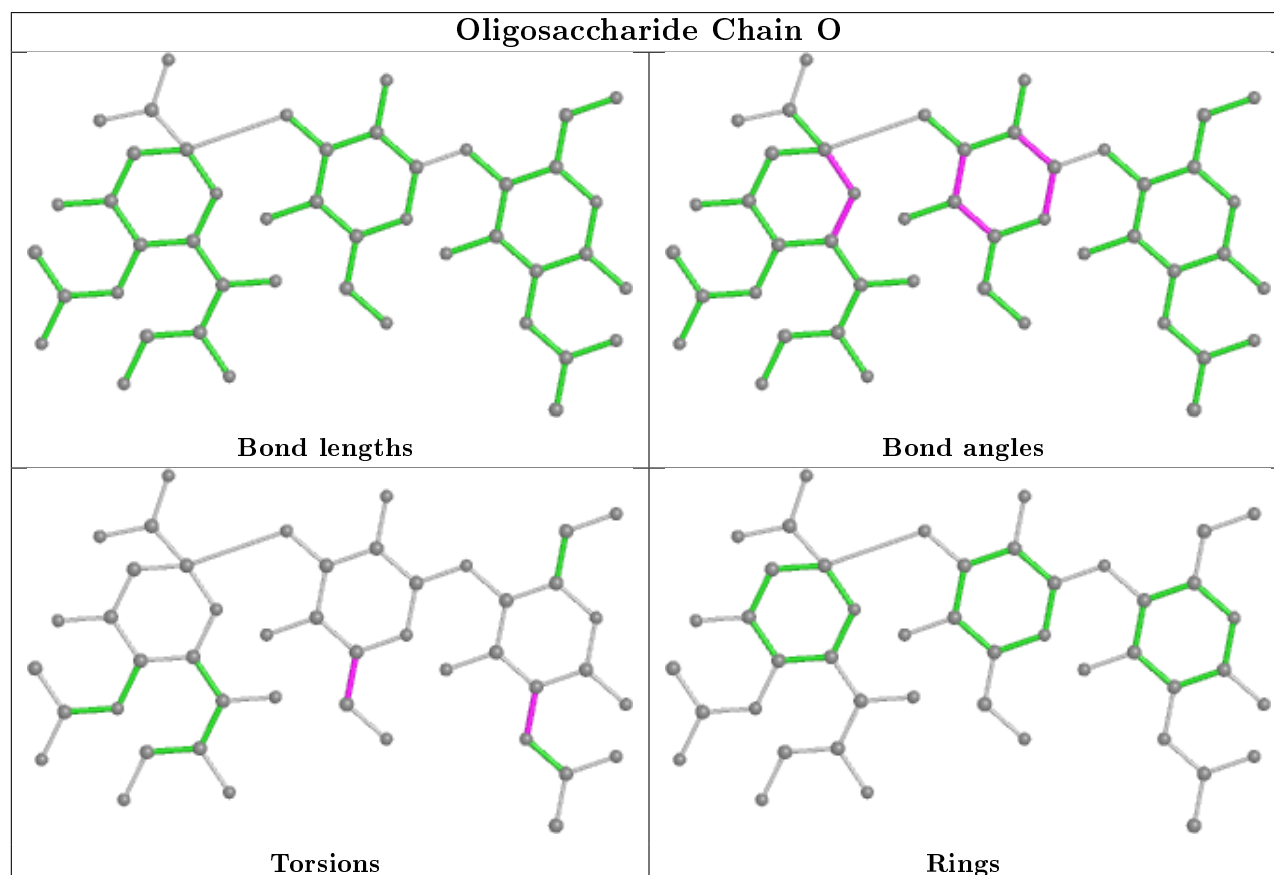 Oligosaccharide Chain O
Bond lengths
Bond angles
Torsions
Rings